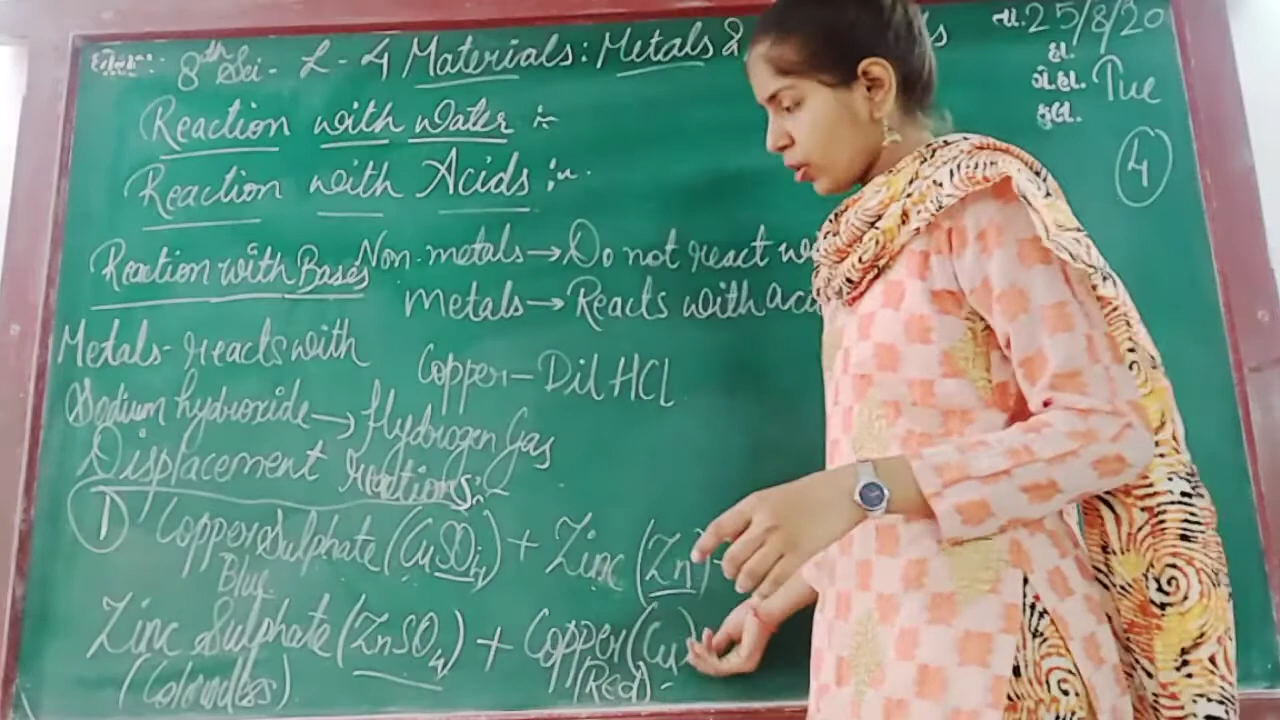 8th Sci - L - 4 Materials: Metals &
તા. 25/8/20
હા.
ગે.હા. Tue
કુલ.
4
Reaction with Water :-
Reaction with Acids :-
Non-metals → Do not react
Metals → Reacts with
Reaction with Bases
Metals - reacts with
Sodium hydroxide → Hydrogen Gas
Copper - Dil HCl
Displacement reactions :-
1 Copper Sulphate (CuSO4) + Zinc (Zn)
Blue
Zinc Sulphate (ZnSO4) + Copper (Cu)
(Colourless) (Red) -